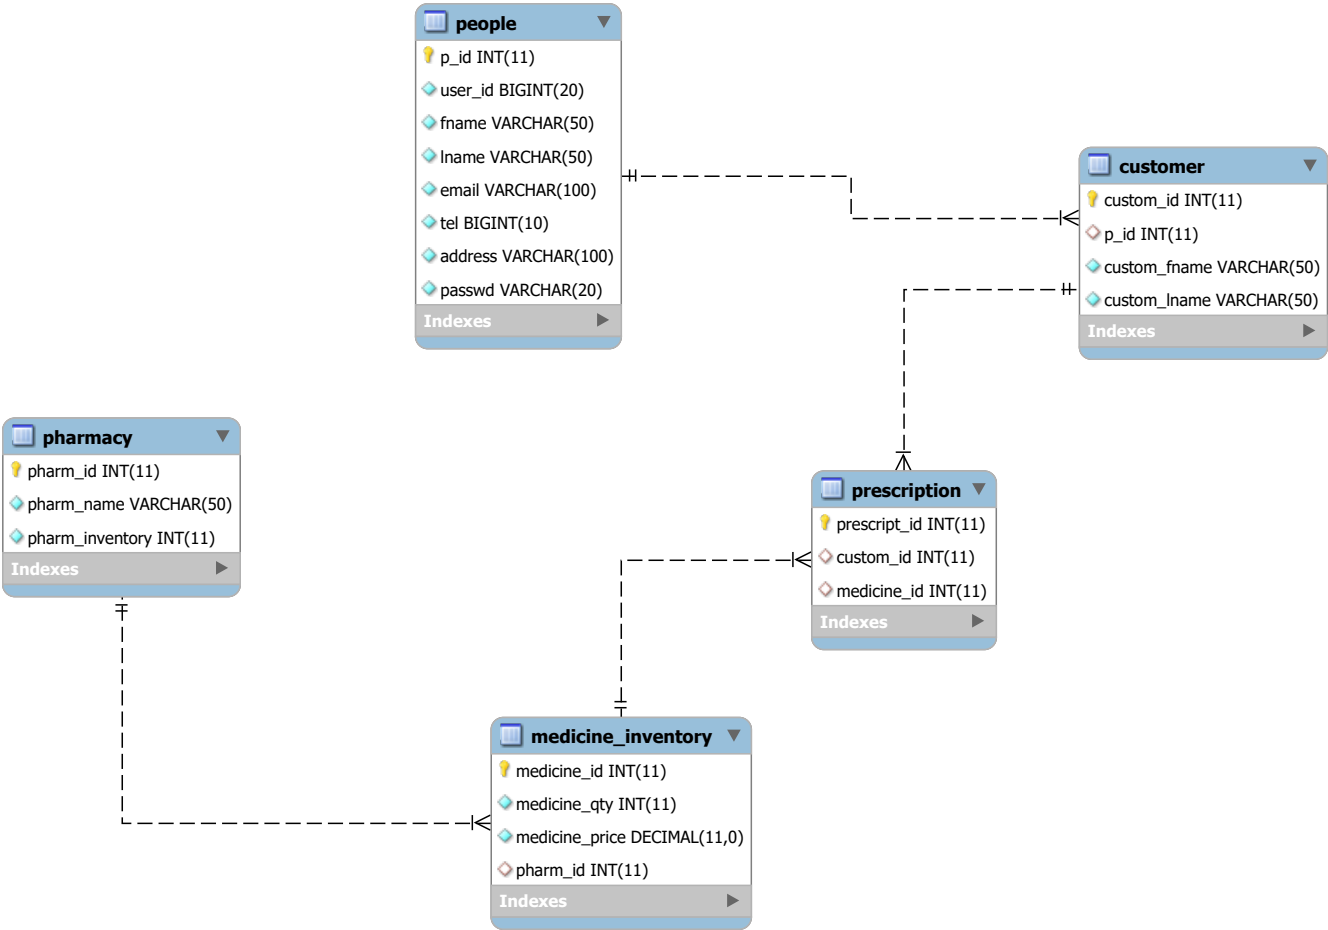 people
p_id INT(11)
user_id BIGINT(20)
fname VARCHAR(50)
lname VARCHAR(50)
email VARCHAR(100)
tel BIGINT(10)
address VARCHAR(100)
passwd VARCHAR(20)
Indexes
customer
custom_id INT(11)
p_id INT(11)
custom_fname VARCHAR(50)
custom_lname VARCHAR(50)
Indexes
pharmacy
pharm_id INT(11)
pharm_name VARCHAR(50)
pharm_inventory INT(11)
Indexes
prescription
prescript_id INT(11)
custom_id INT(11)
medicine_id INT(11)
Indexes
medicine_inventory
medicine_id INT(11)
medicine_qty INT(11)
medicine_price DECIMAL(11,0)
pharm_id INT(11)
Indexes